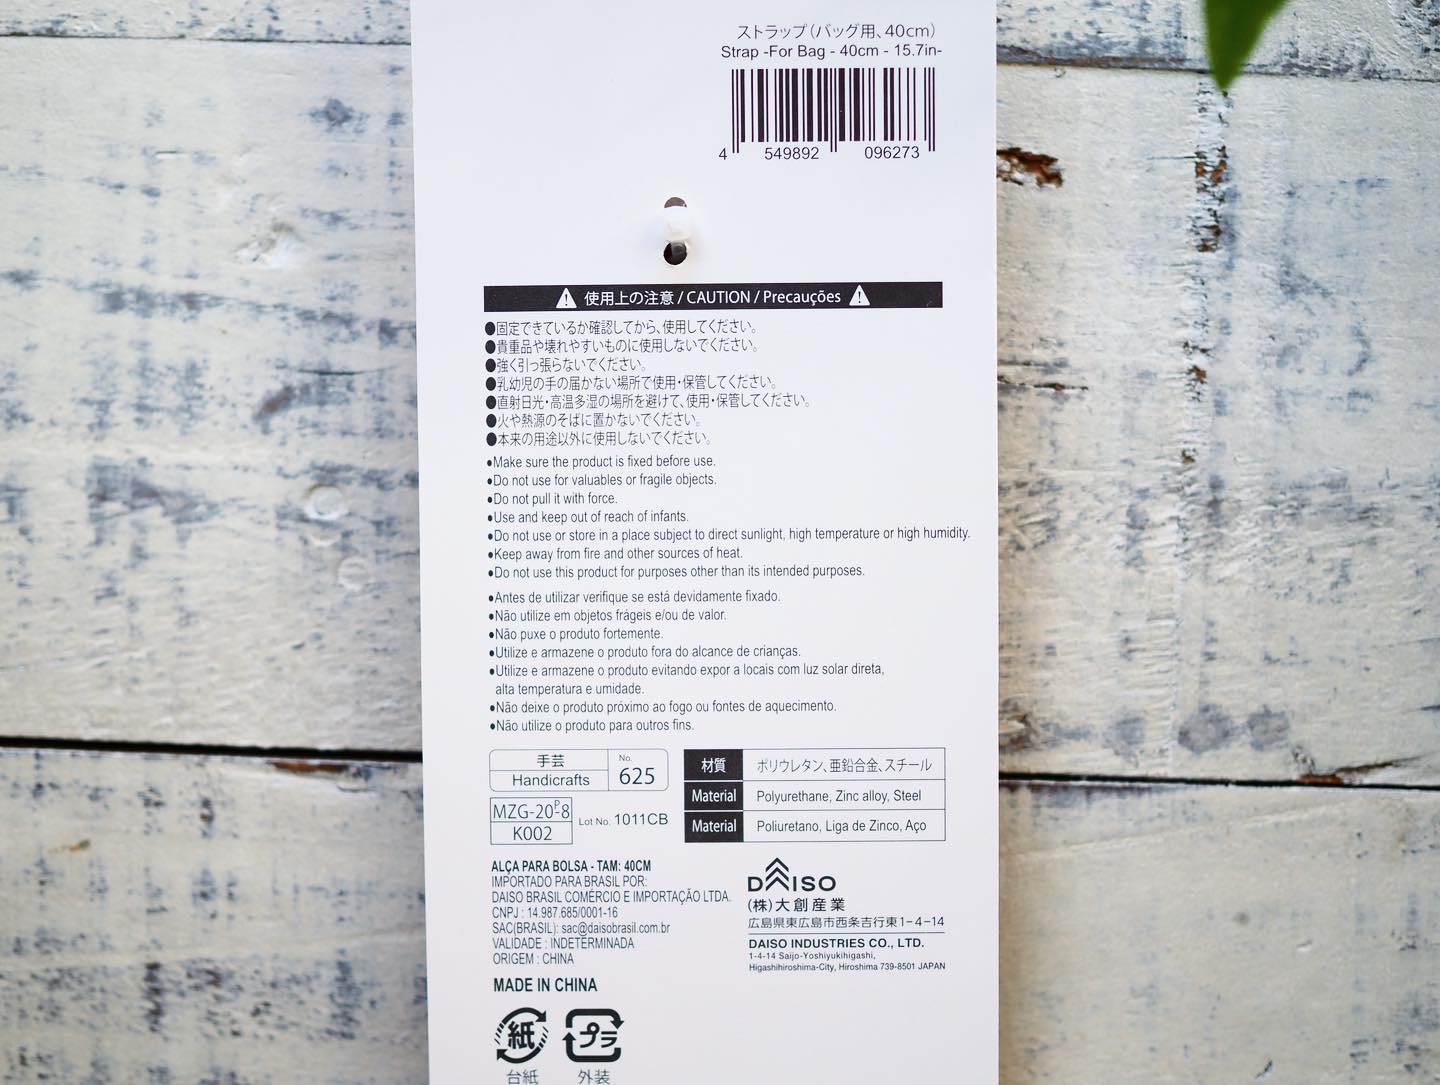 ストラップ(バッグ用、40cm)
Strap -For Bag - 40cm - 15.7in-
4 549892 096273
使用上の注意 / CAUTION / Precauções
●固定できているか確認してから、使用してください。
●貴重品や壊れやすいものに使用しないでください。
●強く引っ張らないでください。
●乳幼児の手の届かない場所で使用・保管してください。
●直射日光・高温多湿の場所を避けて、使用・保管してください。
●火や熱源のそばに置かないでください。
●本来の用途以外に使用しないでください。
●Make sure the product is fixed before use.
●Do not use for valuables or fragile objects.
●Do not pull it with force.
●Use and keep out of reach of infants.
●Do not use or store in a place subject to direct sunlight, high temperature or high humidity.
●Keep away from fire and other sources of heat.
●Do not use this product for purposes other than its intended purposes.
●Antes de utilizar verifique se está devidamente fixado.
●Não utilize em objetos frágeis e/ou de valor.
●Não puxe o produto fortemente.
●Utilize e armazene o produto fora do alcance de crianças.
●Utilize e armazene o produto evitando expor a locais com luz solar direta,
alta temperatura e umidade.
●Não deixe o produto próximo ao fogo ou fontes de aquecimento.
●Não utilize o produto para outros fins.
手芸
Handicrafts
No.
625
MZG-20-P-8
K002
Lot No. 1011CB
材質 ポリウレタン、亜鉛合金、スチール
Material Polyurethane, Zinc alloy, Steel
Material Poliuretano, Liga de Zinco, Aço
ALÇA PARA BOLSA - TAM: 40CM
IMPORTADO PARA BRASIL POR:
DAISO BRASIL COMÉRCIO E IMPORTAÇÃO LTDA.
CNPJ : 14.987.685/0001-16
SAC(BRASIL): sac@daisobrasil.com.br
VALIDADE : INDETERMINADA
ORIGEM : CHINA
MADE IN CHINA
DAISO
(株)大創産業
広島県東広島市西条吉行東1-4-14
DAISO INDUSTRIES CO., LTD.
1-4-14 Saijo-Yoshiyukihigashi,
Higashihiroshima-City, Hiroshima 739-8501 JAPAN
紙
プラ
台紙
外装